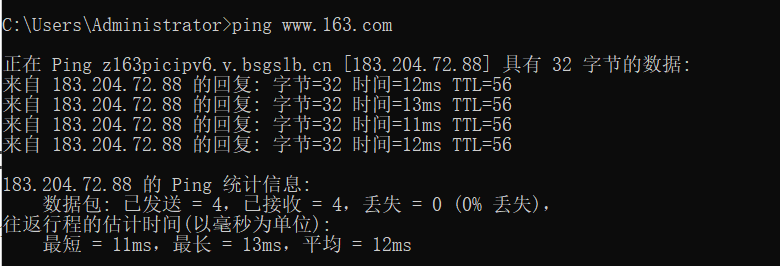 C:\Users\Administrator>ping www.163.com
正在 Ping z163picipv6.v.bsgslb.cn [183.204.72.88] 具有 32 字节的数据:
来自 183.204.72.88 的回复: 字节=32 时间=12ms TTL=56
来自 183.204.72.88 的回复: 字节=32 时间=13ms TTL=56
来自 183.204.72.88 的回复: 字节=32 时间=11ms TTL=56
来自 183.204.72.88 的回复: 字节=32 时间=12ms TTL=56
183.204.72.88 的 Ping 统计信息:
数据包: 已发送 = 4，已接收 = 4，丢失 = 0 (0% 丢失)，
往返行程的估计时间(以毫秒为单位):
最短 = 11ms，最长 = 13ms，平均 = 12ms